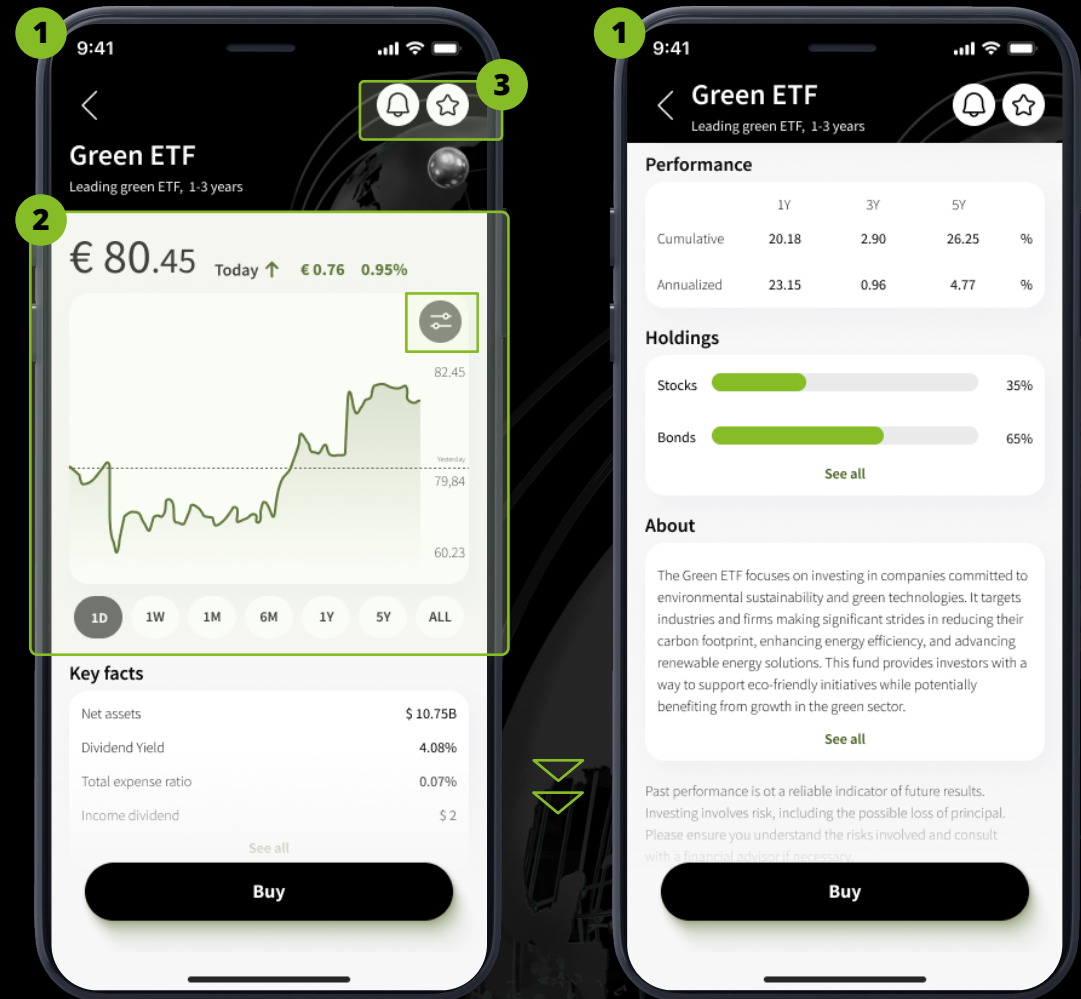 1
9:41
3
Green ETF
Leading green ETF, 1-3 years
2
€ 80.45 Today ↑ € 0.76 0.95%
82.45
Yesterday
79,84
60.23
1D 1W 1M 6M 1Y 5Y ALL
Key facts
Net assets $ 10.75B
Dividend Yield 4.08%
Total expense ratio 0.07%
Income dividend $ 2
See all
Buy
1
9:41
Green ETF
Leading green ETF, 1-3 years
Performance
1Y 3Y 5Y
Cumulative 20.18 2.90 26.25 %
Annualized 23.15 0.96 4.77 %
Holdings
Stocks 35%
Bonds 65%
See all
About
The Green ETF focuses on investing in companies committed to
environmental sustainability and green technologies. It targets
industries and firms making significant strides in reducing their
carbon footprint, enhancing energy efficiency, and advancing
renewable energy solutions. This fund provides investors with a
way to support eco-friendly initiatives while potentially
benefiting from growth in the green sector.
See all
Past performance is ot a reliable indicator of future results.
Investing involves risk, including the possible loss of principal.
Please ensure you understand the risks involved and consult
with a financial advisor if necessary.
Buy